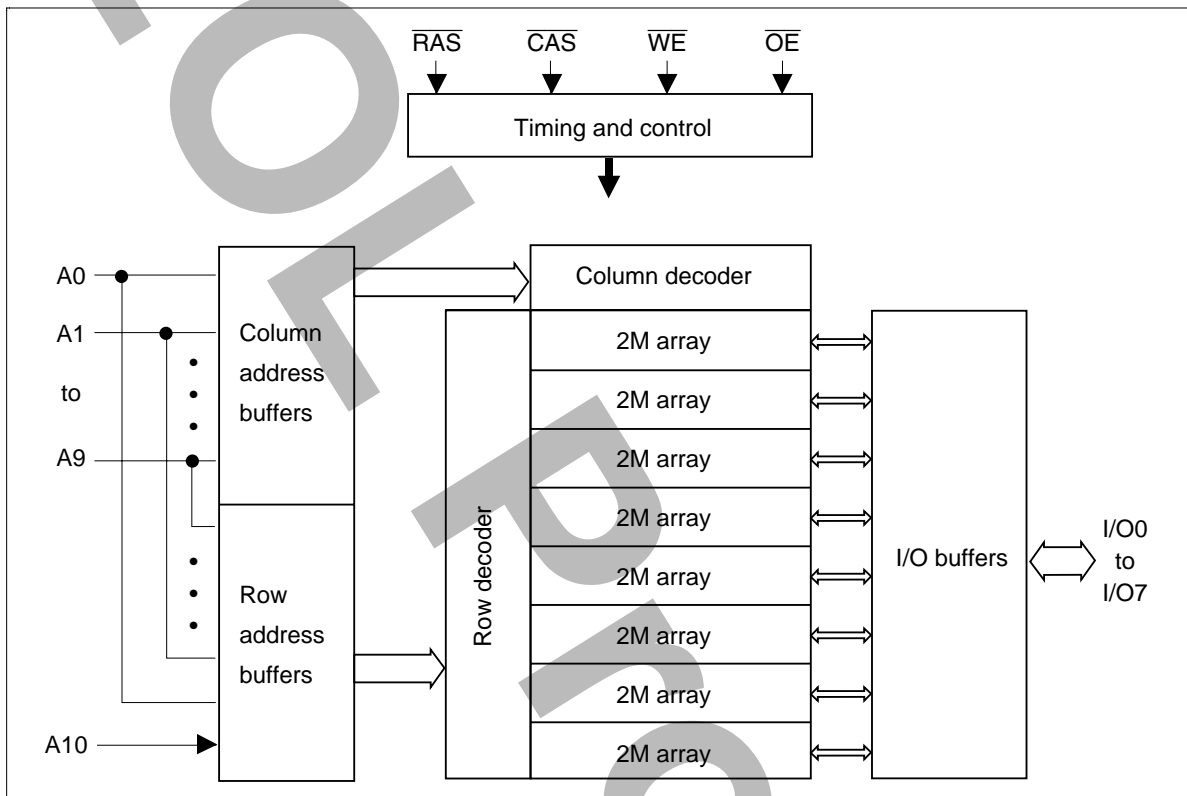 RAS CAS WE OE
Timing and control
A0
A1
to
A9
A10
Column
address
buffers
Row
address
buffers
Column decoder
Row decoder
2M array
2M array
2M array
2M array
2M array
2M array
2M array
2M array
I/O buffers
I/O0
to
I/O7
OL Pro